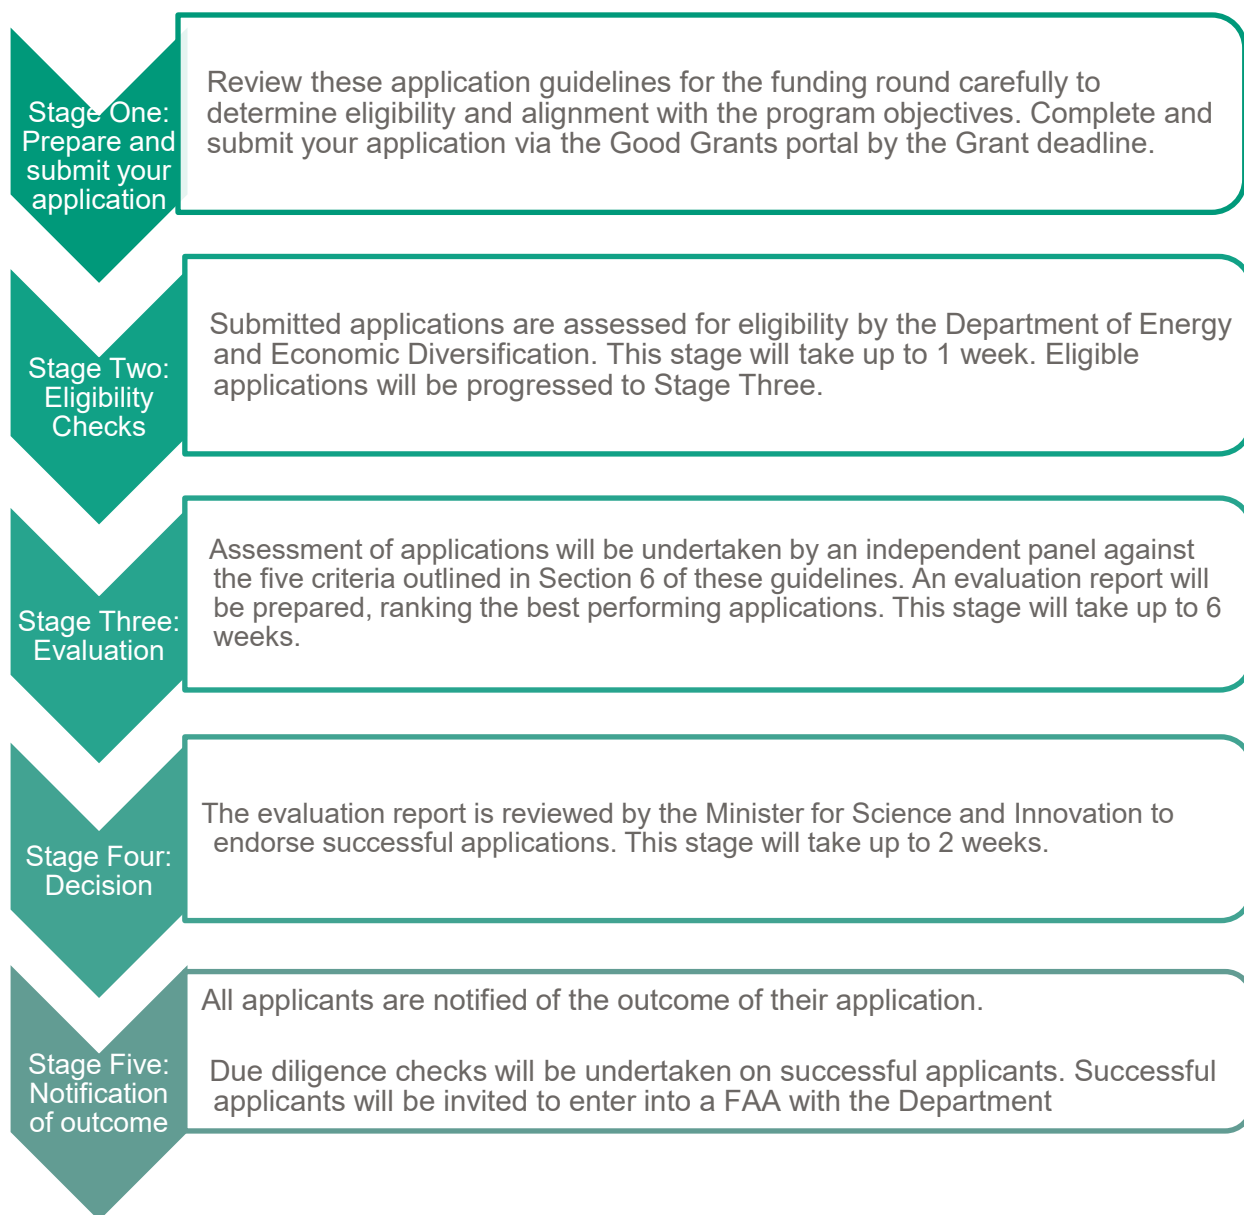 Stage One:
Prepare and
submit your
application
Review these application guidelines for the funding round carefully to
determine eligibility and alignment with the program objectives. Complete and
submit your application via the Good Grants portal by the Grant deadline.
Stage Two:
Eligibility
Checks
Submitted applications are assessed for eligibility by the Department of Energy
and Economic Diversification. This stage will take up to 1 week. Eligible
applications will be progressed to Stage Three.
Stage Three:
Evaluation
Assessment of applications will be undertaken by an independent panel against
the five criteria outlined in Section 6 of these guidelines. An evaluation report will
be prepared, ranking the best performing applications. This stage will take up to 6
weeks.
Stage Four:
Decision
The evaluation report is reviewed by the Minister for Science and Innovation to
endorse successful applications. This stage will take up to 2 weeks.
Stage Five:
Notification
of outcome
All applicants are notified of the outcome of their application.
Due diligence checks will be undertaken on successful applicants. Successful
applicants will be invited to enter into a FAA with the Department